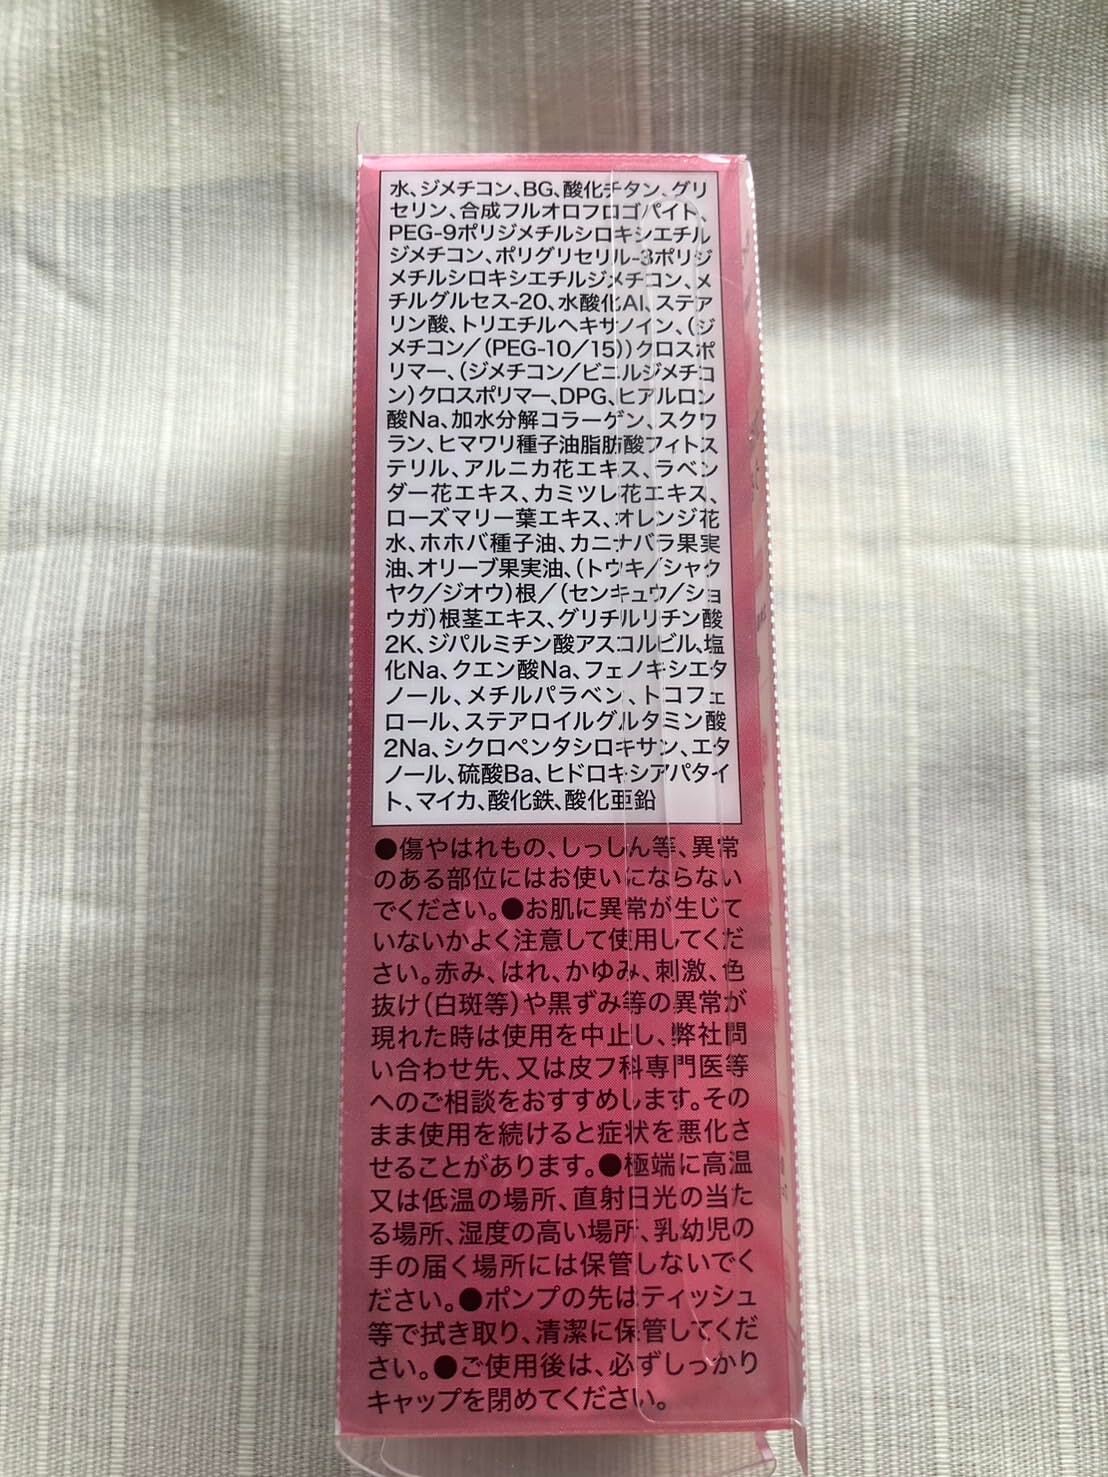 水、ジメチコン、BG、酸化チタン、グリ
セリン、合成フルオロフロゴパイト、
PEG-9ポリジメチルシロキシエチル
ジメチコン、ポリグリセリル-3ポリジ
メチルシロキシエチルジメチコン、メ
チルグルセス-20、水酸化Al、ステア
リン酸、トリエチルヘキサノイン、(ジ
メチコン/(PEG-10/15))クロスポ
リマー、(ジメチコン/ビニルジメチコ
ン)クロスポリマー、DPG、ヒアルロン
酸Na、加水分解コラーゲン、スクワ
ラン、ヒマワリ種子油脂肪酸フィトス
テリル、アルニカ花エキス、ラベン
ダー花エキス、カミツレ花エキス、
ローズマリー葉エキス、オレンジ花
水、ホホバ種子油、カニナバラ果実
油、オリーブ果実油、(トウキ/シャク
ヤク/ジオウ)根/(センキュウ/ショ
ウガ)根茎エキス、グリチルリチン酸
2K、ジパルミチン酸アスコルビル、塩
化Na、クエン酸Na、フェノキシエタ
ノール、メチルパラベン、トコフェ
ロール、ステアロイルグルタミン酸
2Na、シクロペンタシロキサン、エタ
ノール、硫酸Ba、ヒドロキシアパタイ
ト、マイカ、酸化鉄、酸化亜鉛
●傷やはれもの、しっしん等、異常
のある部位にはお使いにならない
でください。●お肌に異常が生じて
いないかよく注意して使用してくだ
さい。赤み、はれ、かゆみ、刺激、色
抜け(白斑等)や黒ずみ等の異常が
現れた時は使用を中止し、弊社問
い合わせ先、又は皮フ科専門医等
へのご相談をおすすめします。その
まま使用を続けると症状を悪化さ
せることがあります。●極端に高温
又は低温の場所、直射日光の当た
る場所、湿度の高い場所、乳幼児の
手の届く場所には保管しないでく
ださい。●ポンプの先はティッシュ
等で拭き取り、清潔に保管してくだ
さい。●ご使用後は、必ずしっかり
キャップを閉めてください。